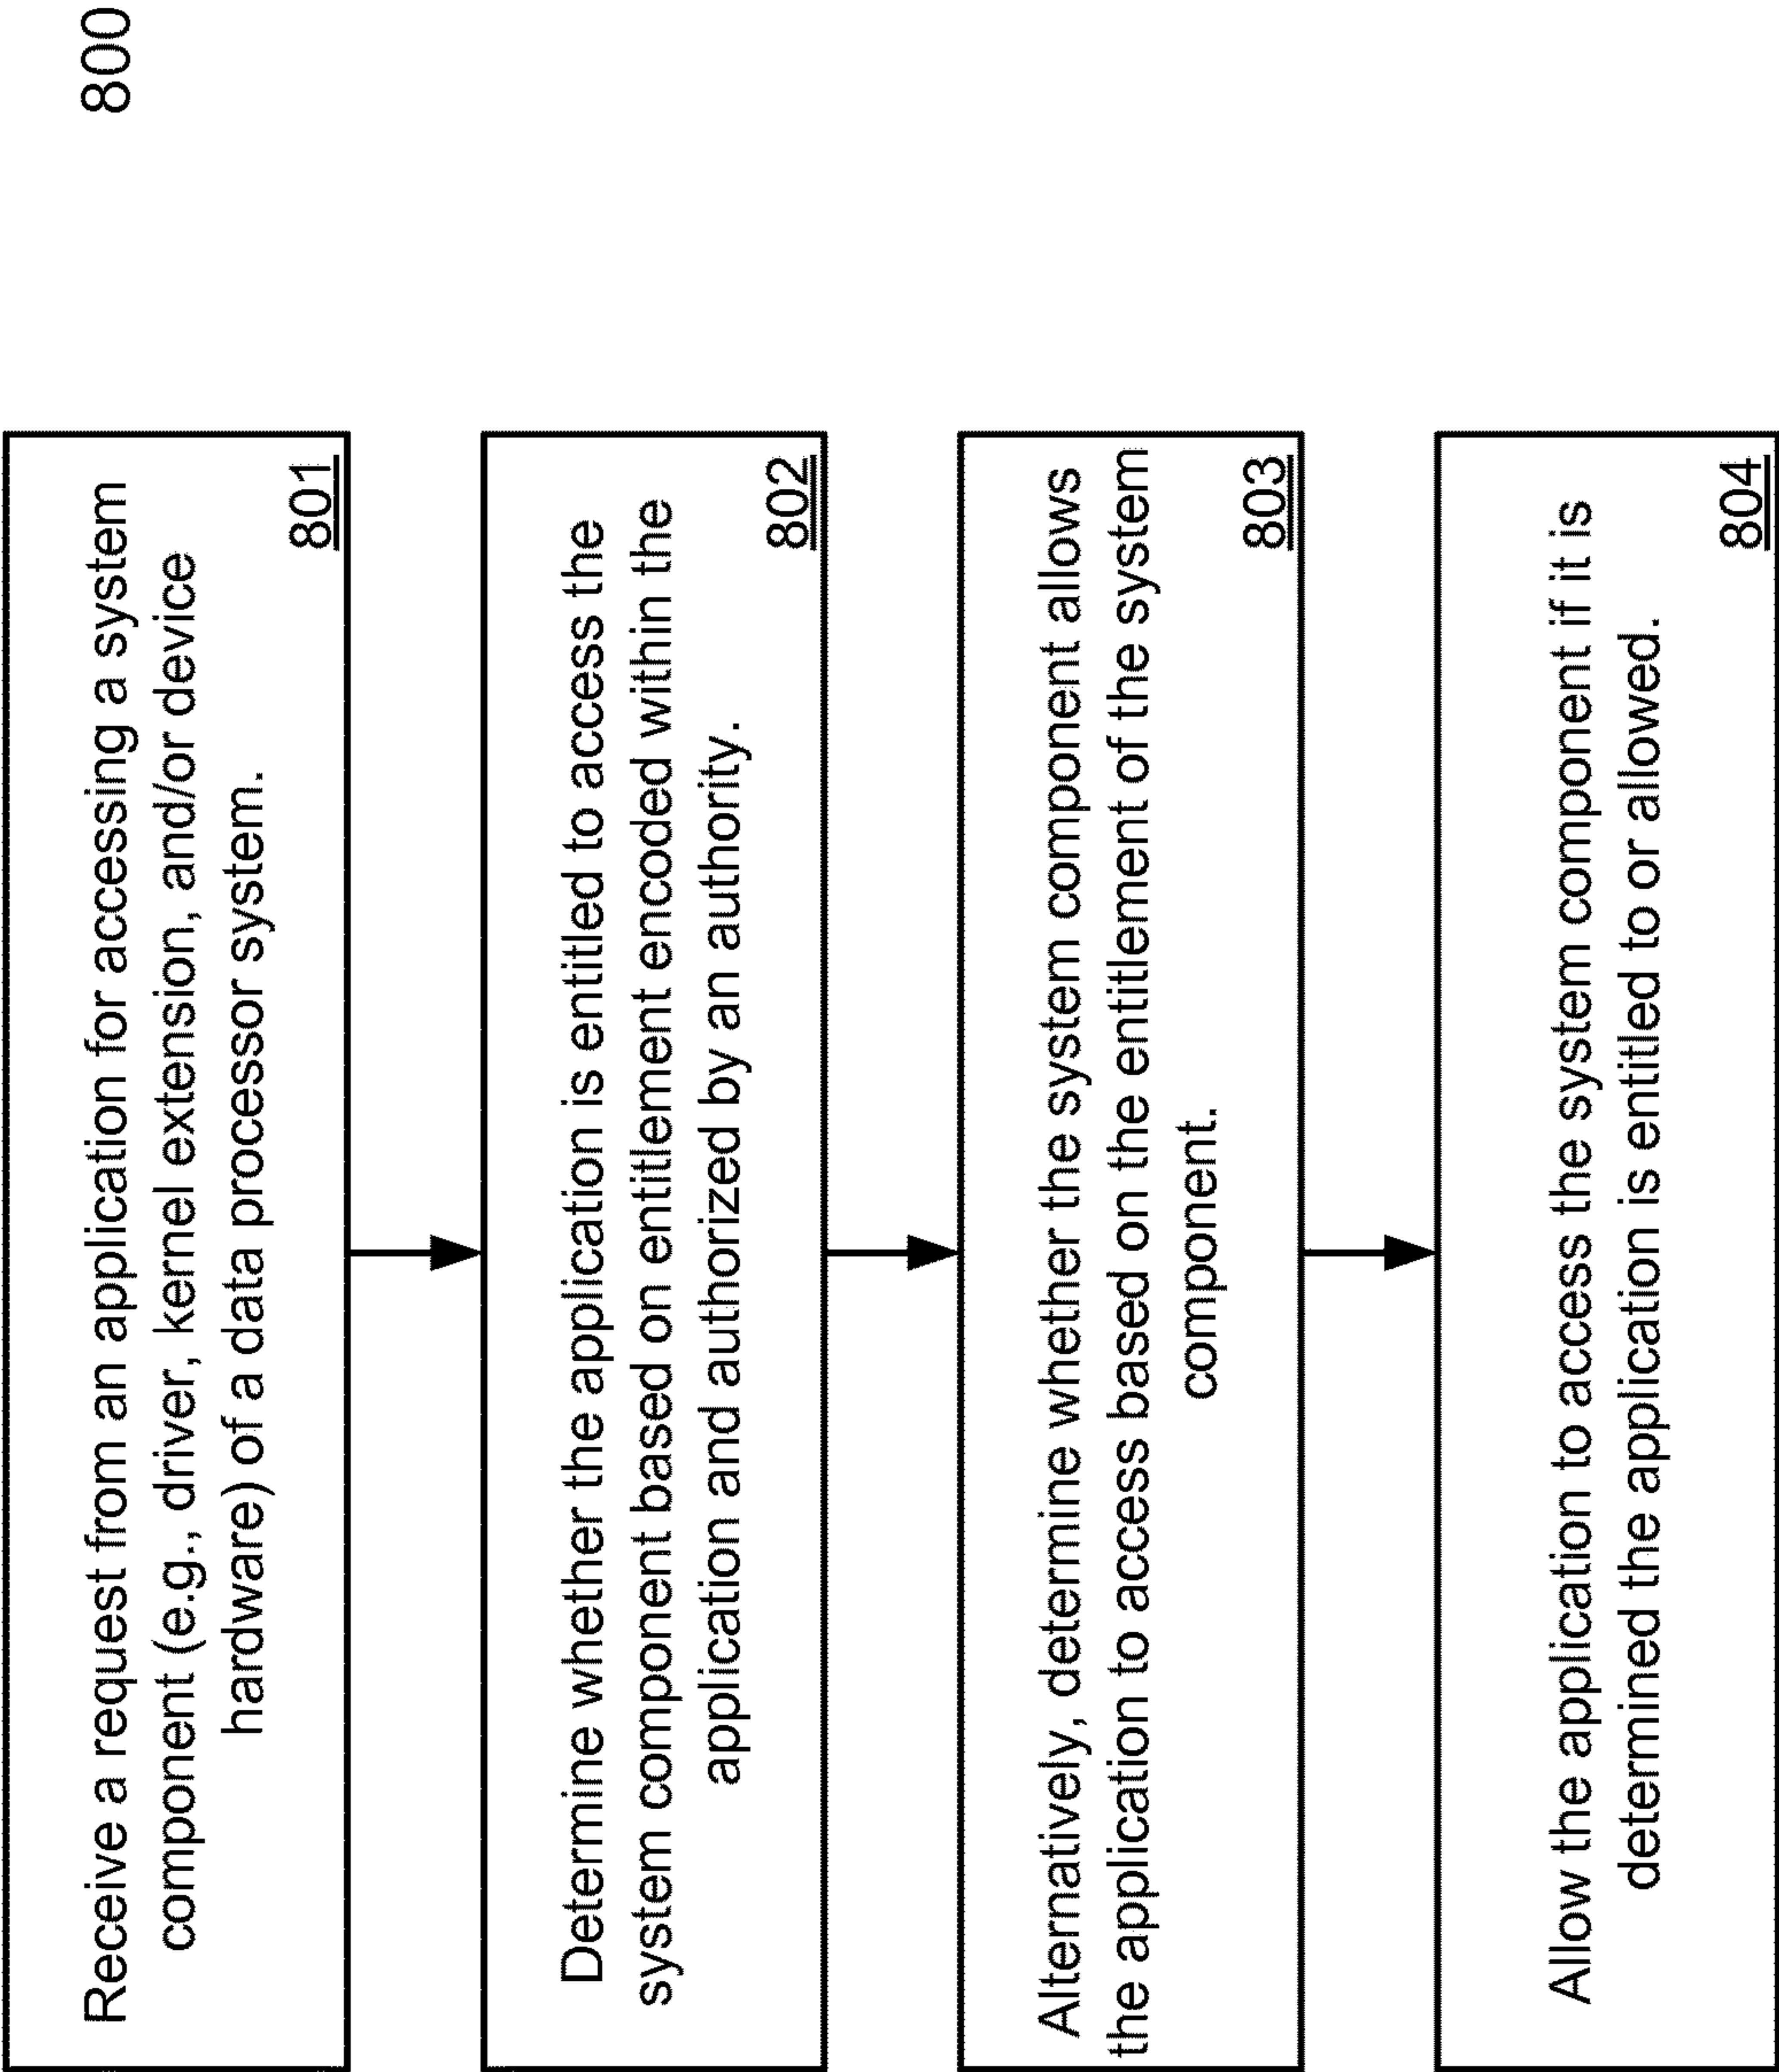 800
Receive a request from an application for accessing a system
component (e.g., driver, kernel extension, and/or device
hardware) of a data processor system.
801
Determine whether the application is entitled to access the
system component based on entitlement encoded within the
application and authorized by an authority.
802
Alternatively, determine whether the system component allows
the application to access based on the entitlement of the system
component.
803
Allow the application to access the system component if it is
determined the application is entitled to or allowed.
804